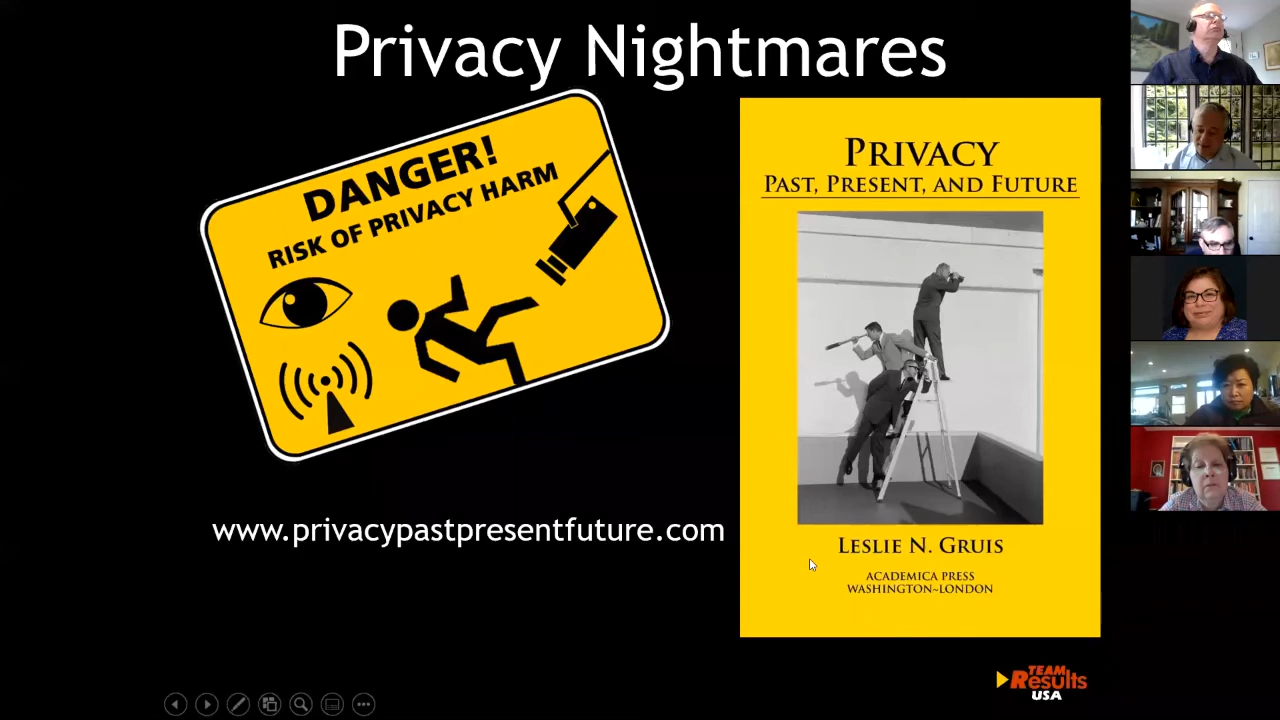 Privacy Nightmares
DANGER!
RISK OF PRIVACY HARM
www.privacypastpresentfuture.com
PRIVACY
PAST, PRESENT, AND FUTURE
LESLIE N. GRUIS
ACADEMICA PRESS
WASHINGTON~LONDON
TEAM
Results
USA